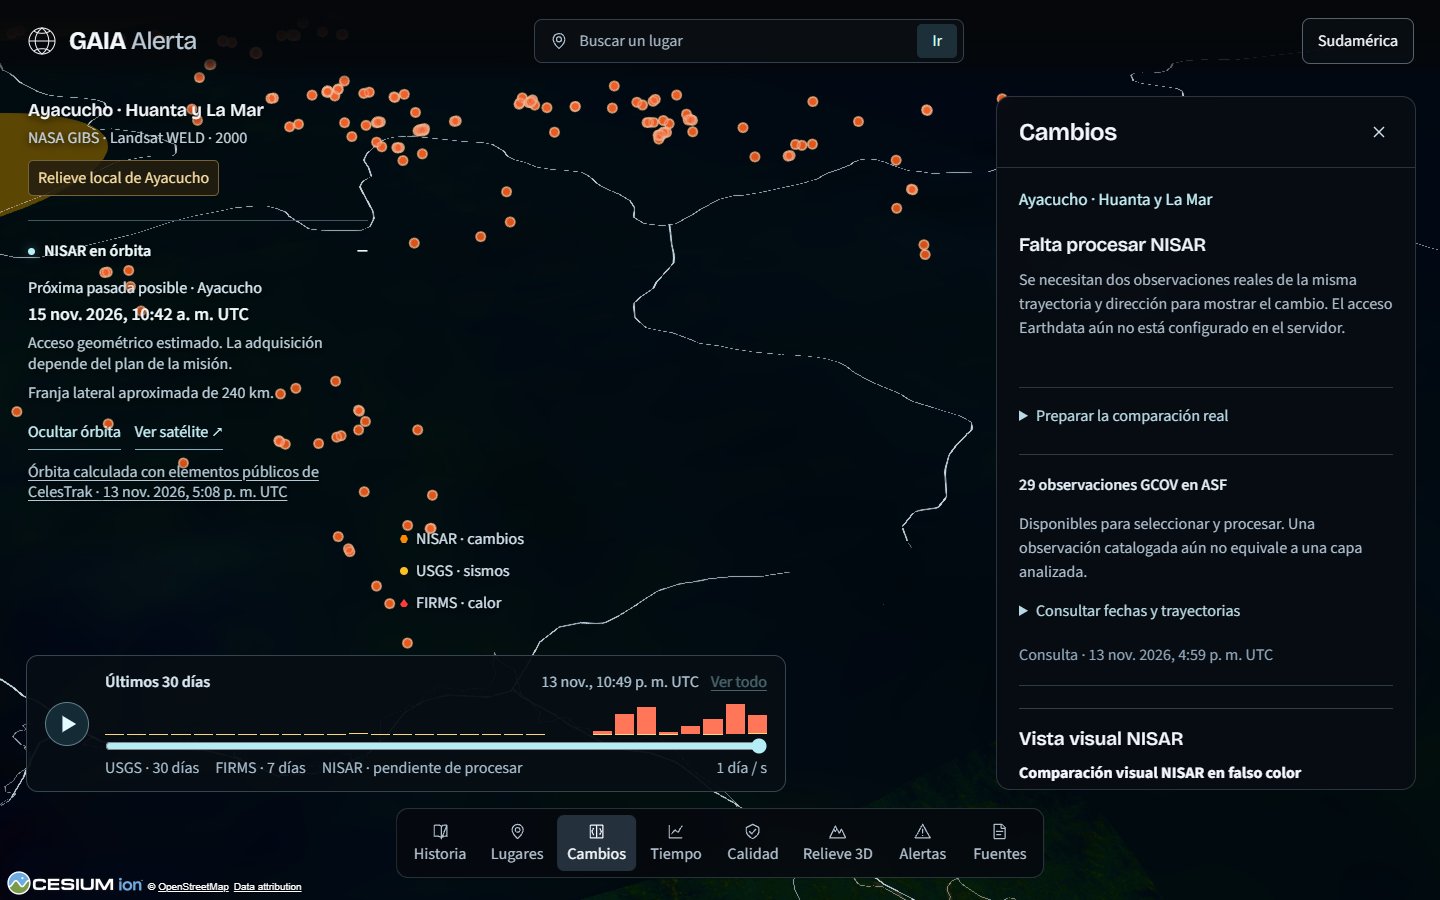 GAIA Alerta
Buscar un lugar
Ir
Sudamérica
Ayacucho · Huanta y La Mar
NASA GIBS · Landsat WELD · 2000
Relieve local de Ayacucho
NISAR en órbita
Próxima pasada posible · Ayacucho
15 nov. 2026, 10:42 a. m. UTC
Acceso geométrico estimado. La adquisición
depende del plan de la misión.
Franja lateral aproximada de 240 km.
Ocultar órbita Ver satélite ↗
Órbita calculada con elementos públicos de
CelesTrak · 13 nov. 2026, 5:08 p. m. UTC
NISAR · cambios
USGS · sismos
FIRMS · calor
Últimos 30 días
13 nov., 10:49 p. m. UTC Ver todo
USGS · 30 días FIRMS · 7 días NISAR · pendiente de procesar
1 día / s
Cambios
Ayacucho · Huanta y La Mar
Falta procesar NISAR
Se necesitan dos observaciones reales de la misma
trayectoria y dirección para mostrar el cambio. El acceso
Earthdata aún no está configurado en el servidor.
Preparar la comparación real
29 observaciones GCOV en ASF
Disponibles para seleccionar y procesar. Una
observación catalogada aún no equivale a una capa
analizada.
Consultar fechas y trayectorias
Consulta · 13 nov. 2026, 4:59 p. m. UTC
Vista visual NISAR
Comparación visual NISAR en falso color
Historia
Lugares
Cambios
Tiempo
Calidad
Relieve 3D
Alertas
Fuentes
CESIUM ion © OpenStreetMap Data attribution